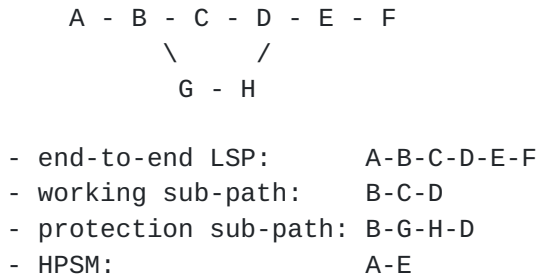 A - B - C - D - E - F
\ /
G - H
- end-to-end LSP: A-B-C-D-E-F
- working sub-path: B-C-D
- protection sub-path: B-G-H-D
- HPSM: A-E